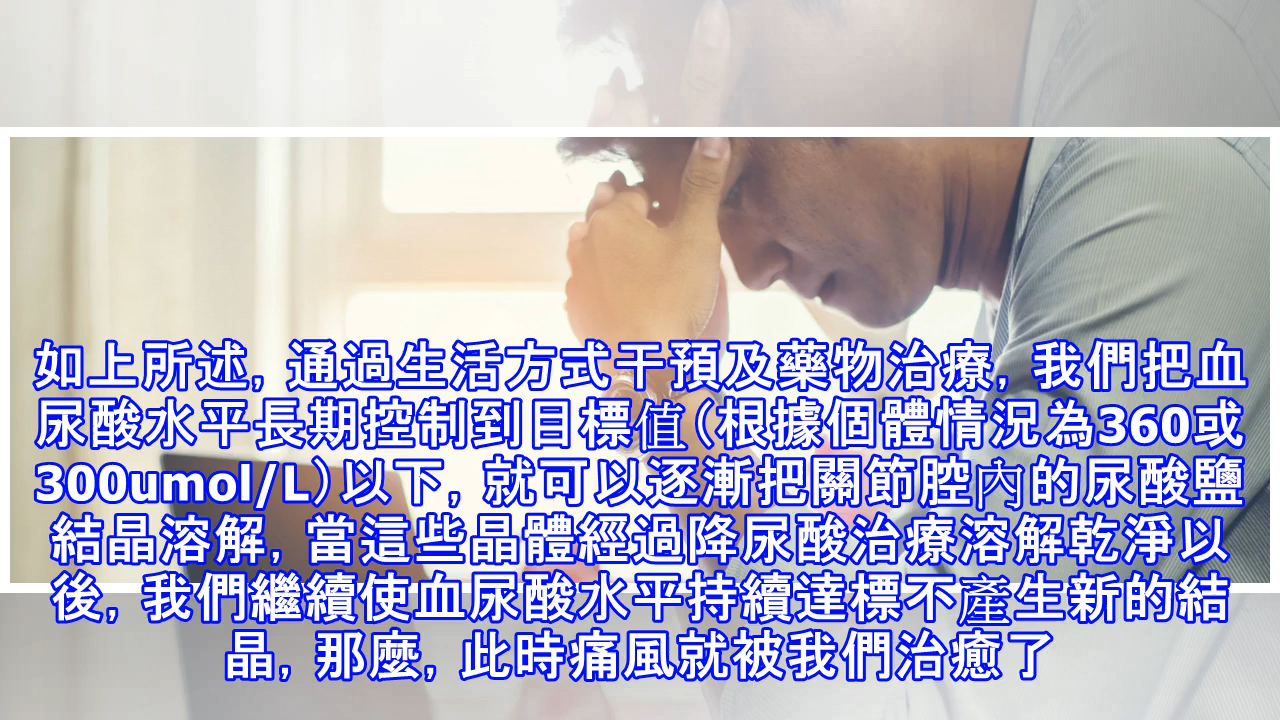 如上所述, 通過生活方式干預及藥物治療, 我們把血
尿酸水平長期控制到目標値(根據個體情況為360或
300umol/L)以下, 就可以逐漸把關節腔內的尿酸鹽
結晶溶解, 當這些晶體經過降尿酸治療溶解乾淨以
後, 我們繼續使血尿酸水平持續達標不產生新的結
晶, 那麼, 此時痛風就被我們治癒了